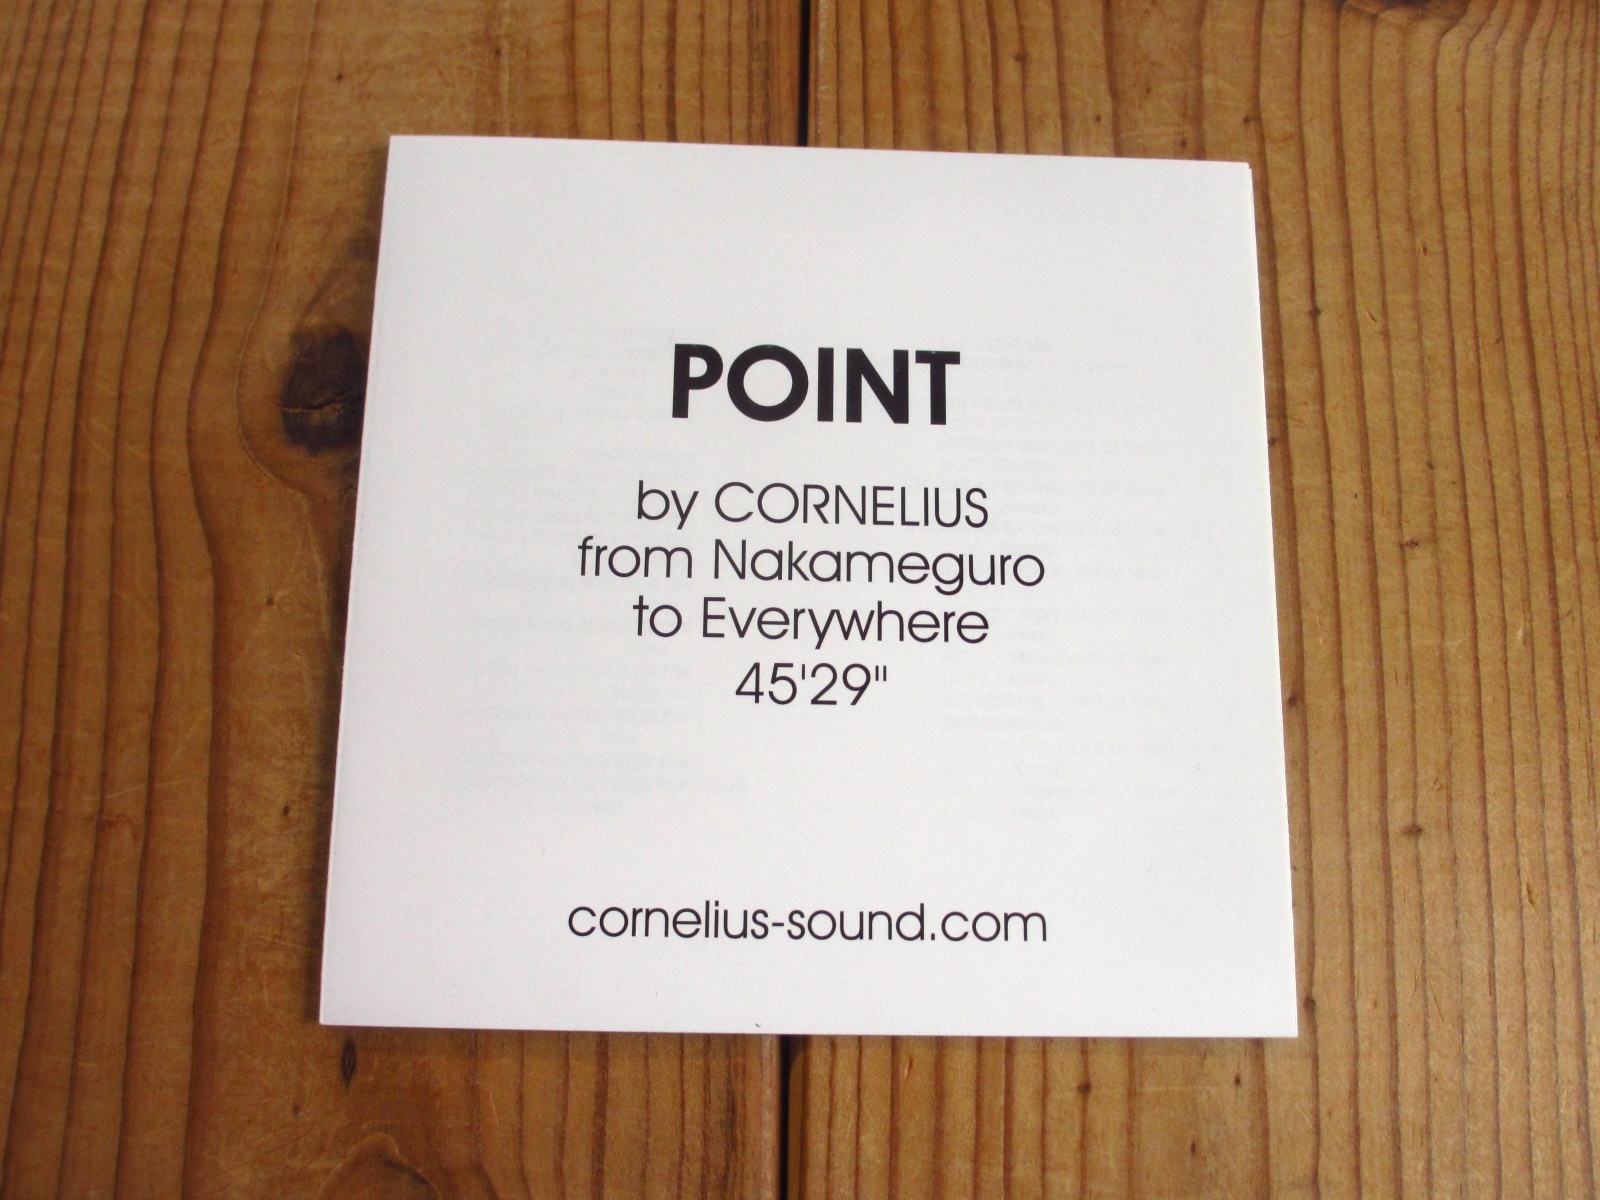 POINT
by CORNELIUS
from Nakameguro
to Everywhere
45'29"
cornelius-sound.com